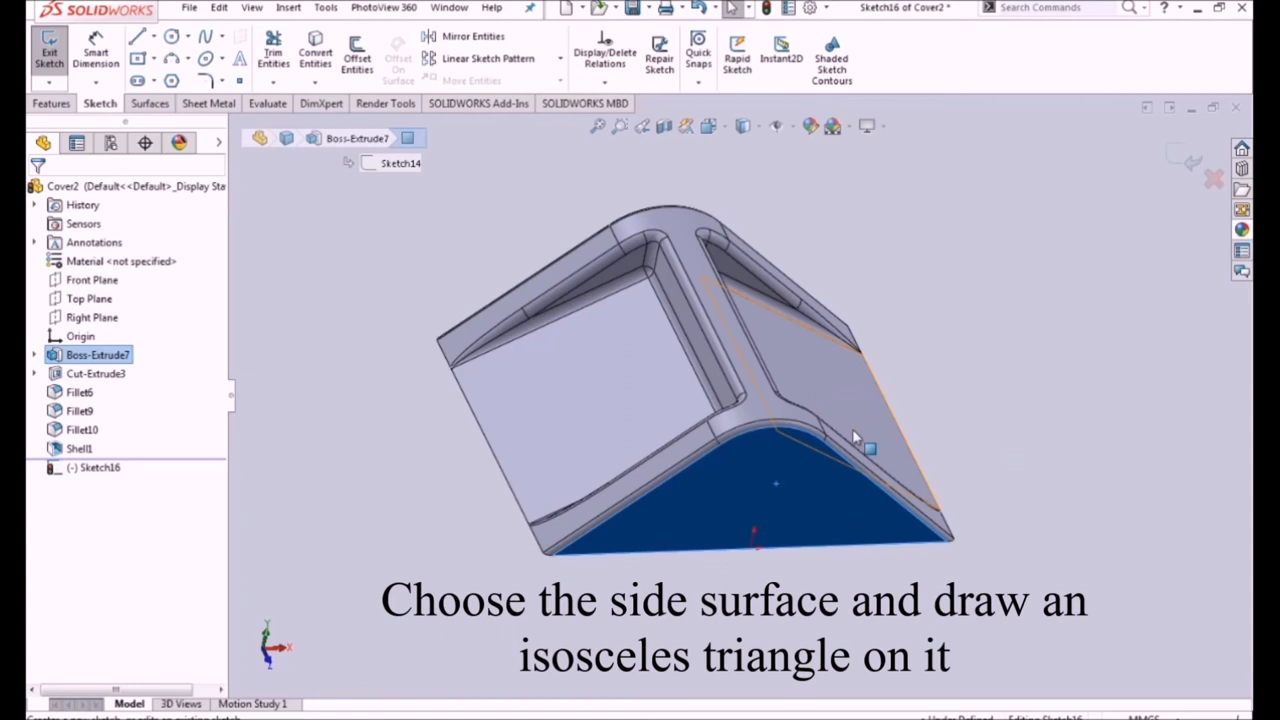 SOLIDWORKS File Edit View Insert Tools PhotoView 360 Window Help Sketch16 of Cover2 * Search Commands
Exit Sketch
Smart Dimension
Trim Entities
Convert Entities
Offset Entities
Offset On Surface
Mirror Entities
Linear Sketch Pattern
Move Entities
Display/Delete Relations
Repair Sketch
Quick Snaps
Rapid Sketch
Instant2D
Shaded Sketch Contours
Features Sketch Surfaces Sheet Metal Evaluate DimXpert Render Tools SOLIDWORKS Add-Ins SOLIDWORKS MBD
Boss-Extrude7
Sketch14
Cover2 (Default<<Default>_Display Sta
History
Sensors
Annotations
Material <not specified>
Front Plane
Top Plane
Right Plane
Origin
Boss-Extrude7
Cut-Extrude3
Fillet6
Fillet9
Fillet10
Shell1
(-) Sketch16
Choose the side surface and draw an
isosceles triangle on it
Y
X
Z
Model 3D Views Motion Study 1